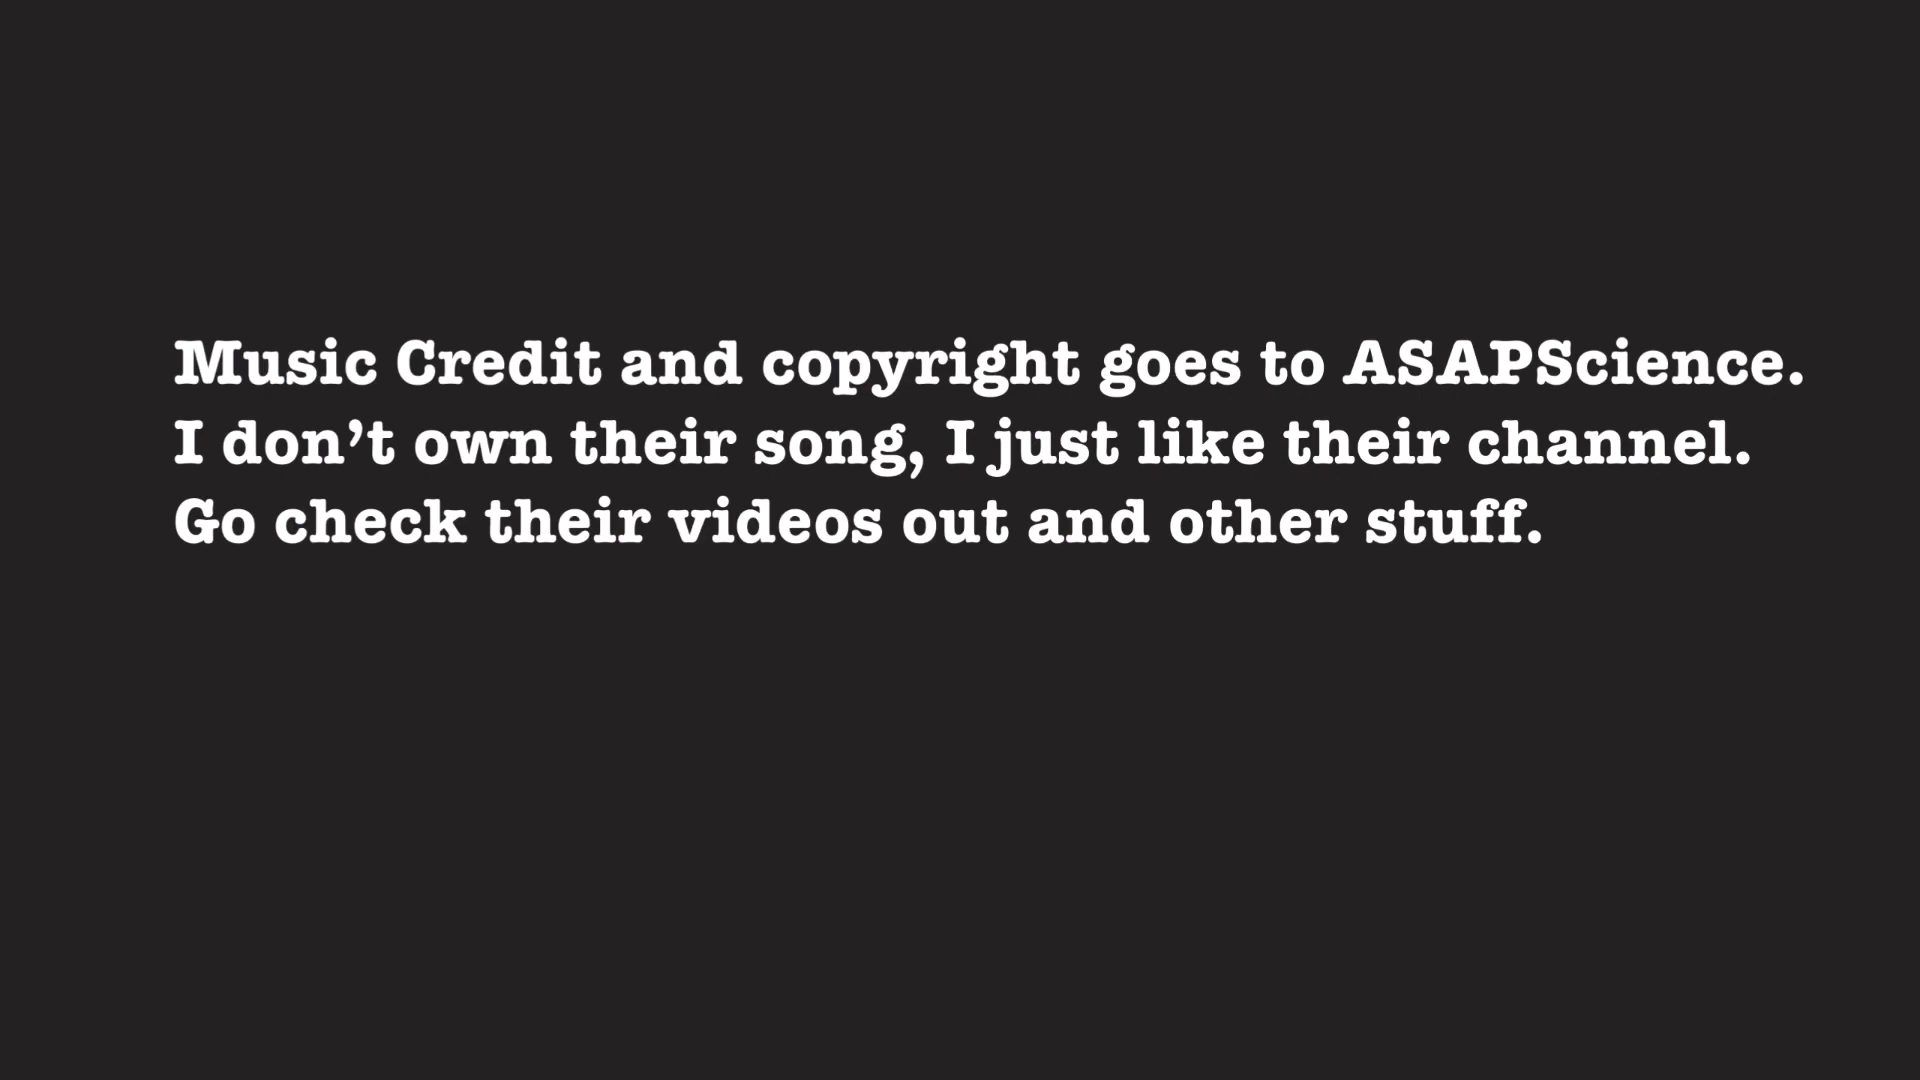 Music Credit and copyright goes to ASAPScience.
I don’t own their song, I just like their channel.
Go check their videos out and other stuff.